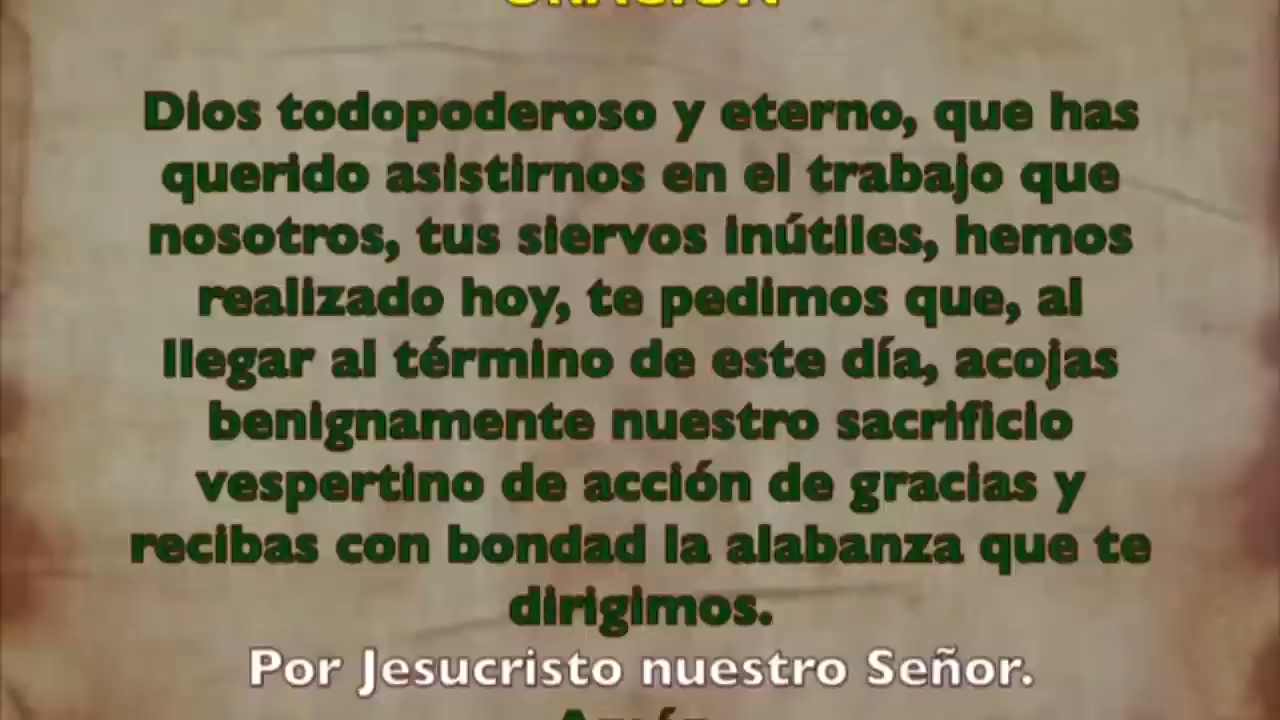 ORACIÓN
Dios todopoderoso y eterno, que has
querido asistirnos en el trabajo que
nosotros, tus siervos inútiles, hemos
realizado hoy, te pedimos que, al
llegar al término de este día, acojas
benignamente nuestro sacrificio
vespertino de acción de gracias y
recibas con bondad la alabanza que te
dirigimos.
Por Jesucristo nuestro Señor.
Amén.